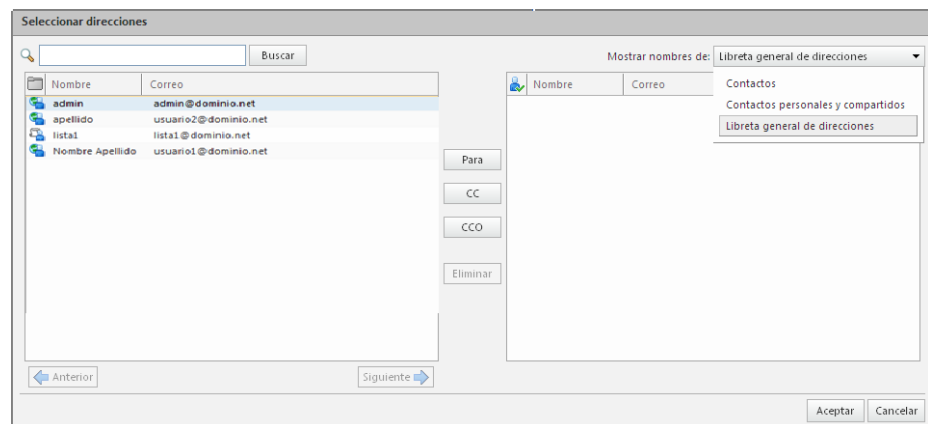 Seleccionar direcciones
Buscar
Mostrar nombres de: Libreta general de direcciones
Nombre Correo
Nombre Correo
Contactos
Contactos personales y compartidos
Libreta general de direcciones
admin admin@dominio.net
apellido usuario2@dominio.net
lista1 lista1@dominio.net
Nombre Apellido usuario1@dominio.net
Para
CC
CCO
Eliminar
Anterior
Siguiente
Aceptar
Cancelar